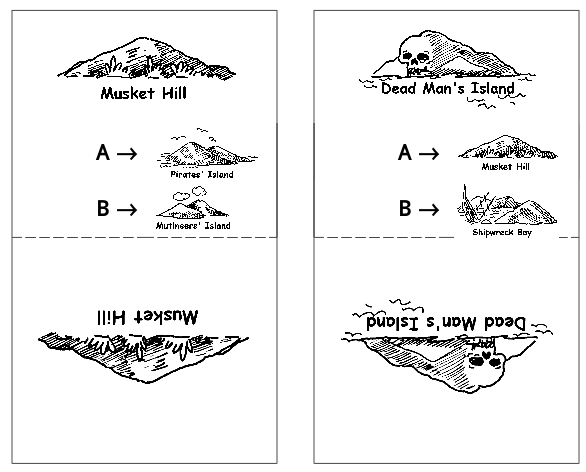 Musket Hill
A → Pirates' Island
B → Mutineers' Island
Musket Hill
Dead Man's Island
A → Musket Hill
B → Shipwreck Bay
Dead Man's Island